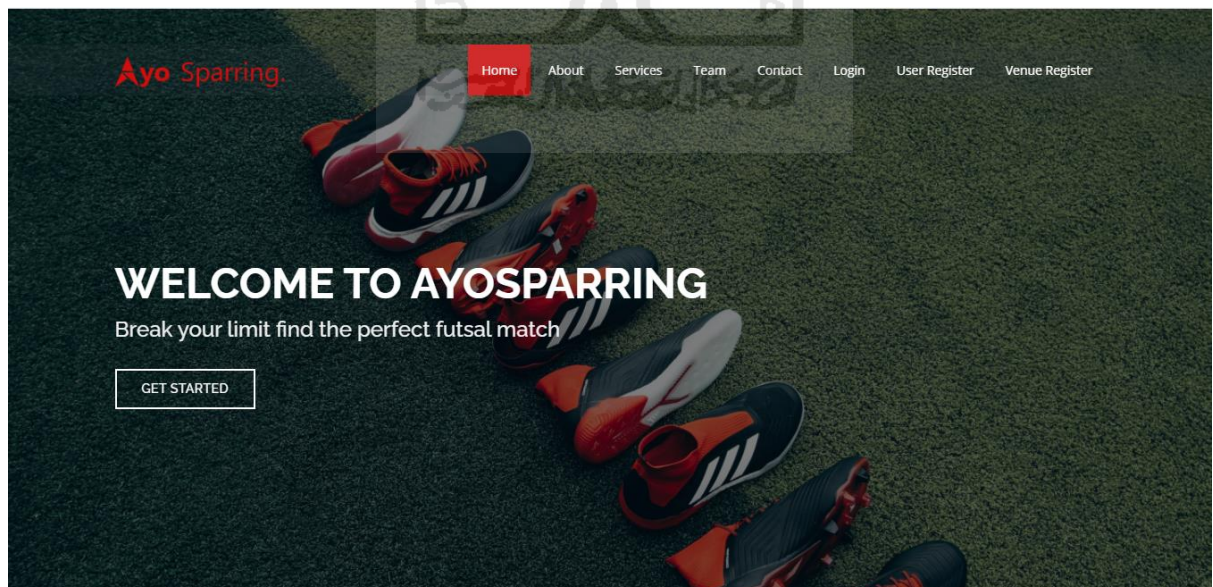 Ayo Sparring.
Home About Services Team Contact Login User Register Venue Register
WELCOME TO AYOSPARRING
Break your limit find the perfect futsal match
GET STARTED